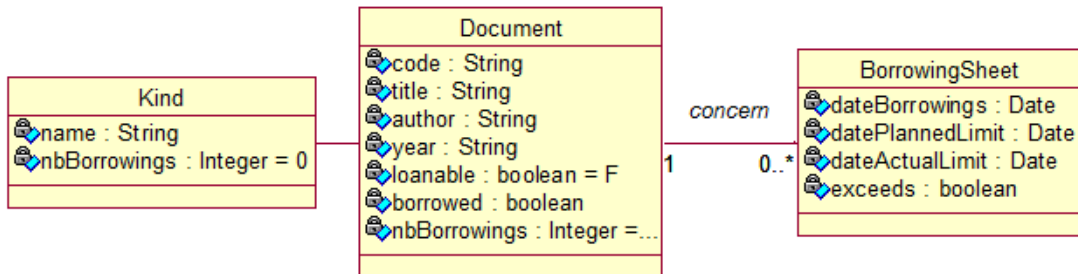 Kind
name : String
nbBorrowings : Integer = 0
Document
code : String
title : String
author : String
year : String
loanable : boolean = F
borrowed : boolean
nbBorrowings : Integer =...
concern
1
0..*
BorrowingSheet
dateBorrowings : Date
datePlannedLimit : Date
dateActualLimit : Date
exceeds : boolean